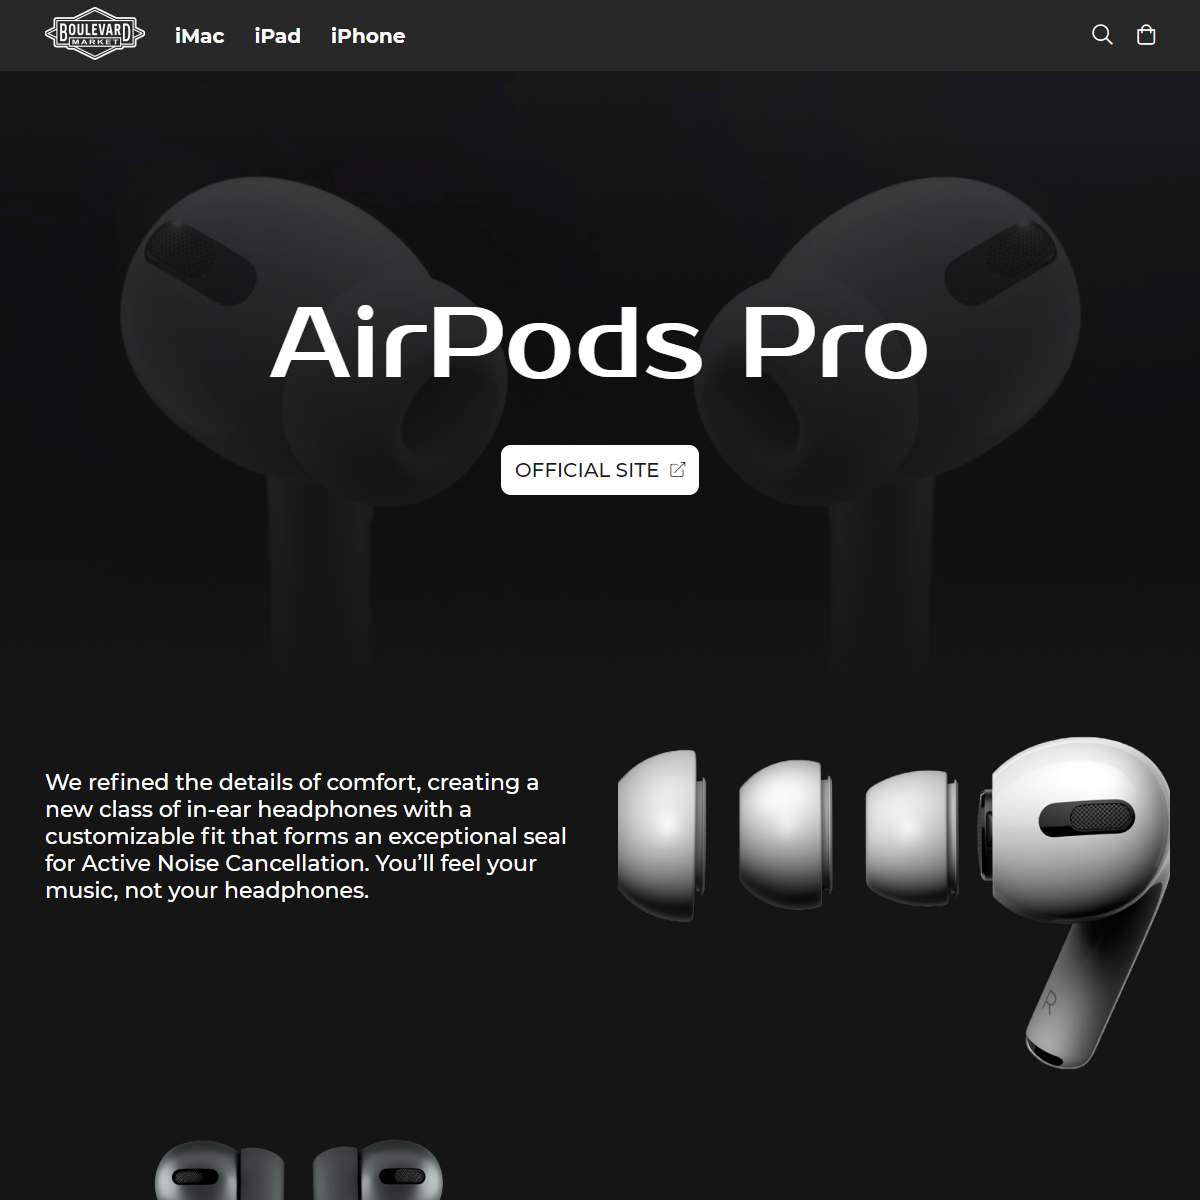 BOULEVARD
MARKET
iMac iPad iPhone
AirPods Pro
OFFICIAL SITE
We refined the details of comfort, creating a
new class of in-ear headphones with a
customizable fit that forms an exceptional seal
for Active Noise Cancellation. You’ll feel your
music, not your headphones.
R